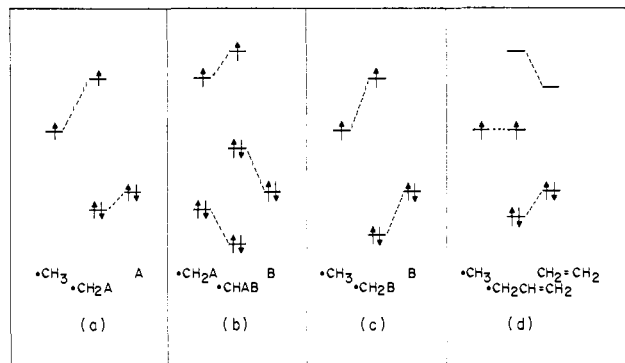 •CH3 A •CH2A B •CH3 B •CH3 CH2=CH2
•CH2A •CHAB •CH2B •CH2CH=CH2
(a) (b) (c) (d)